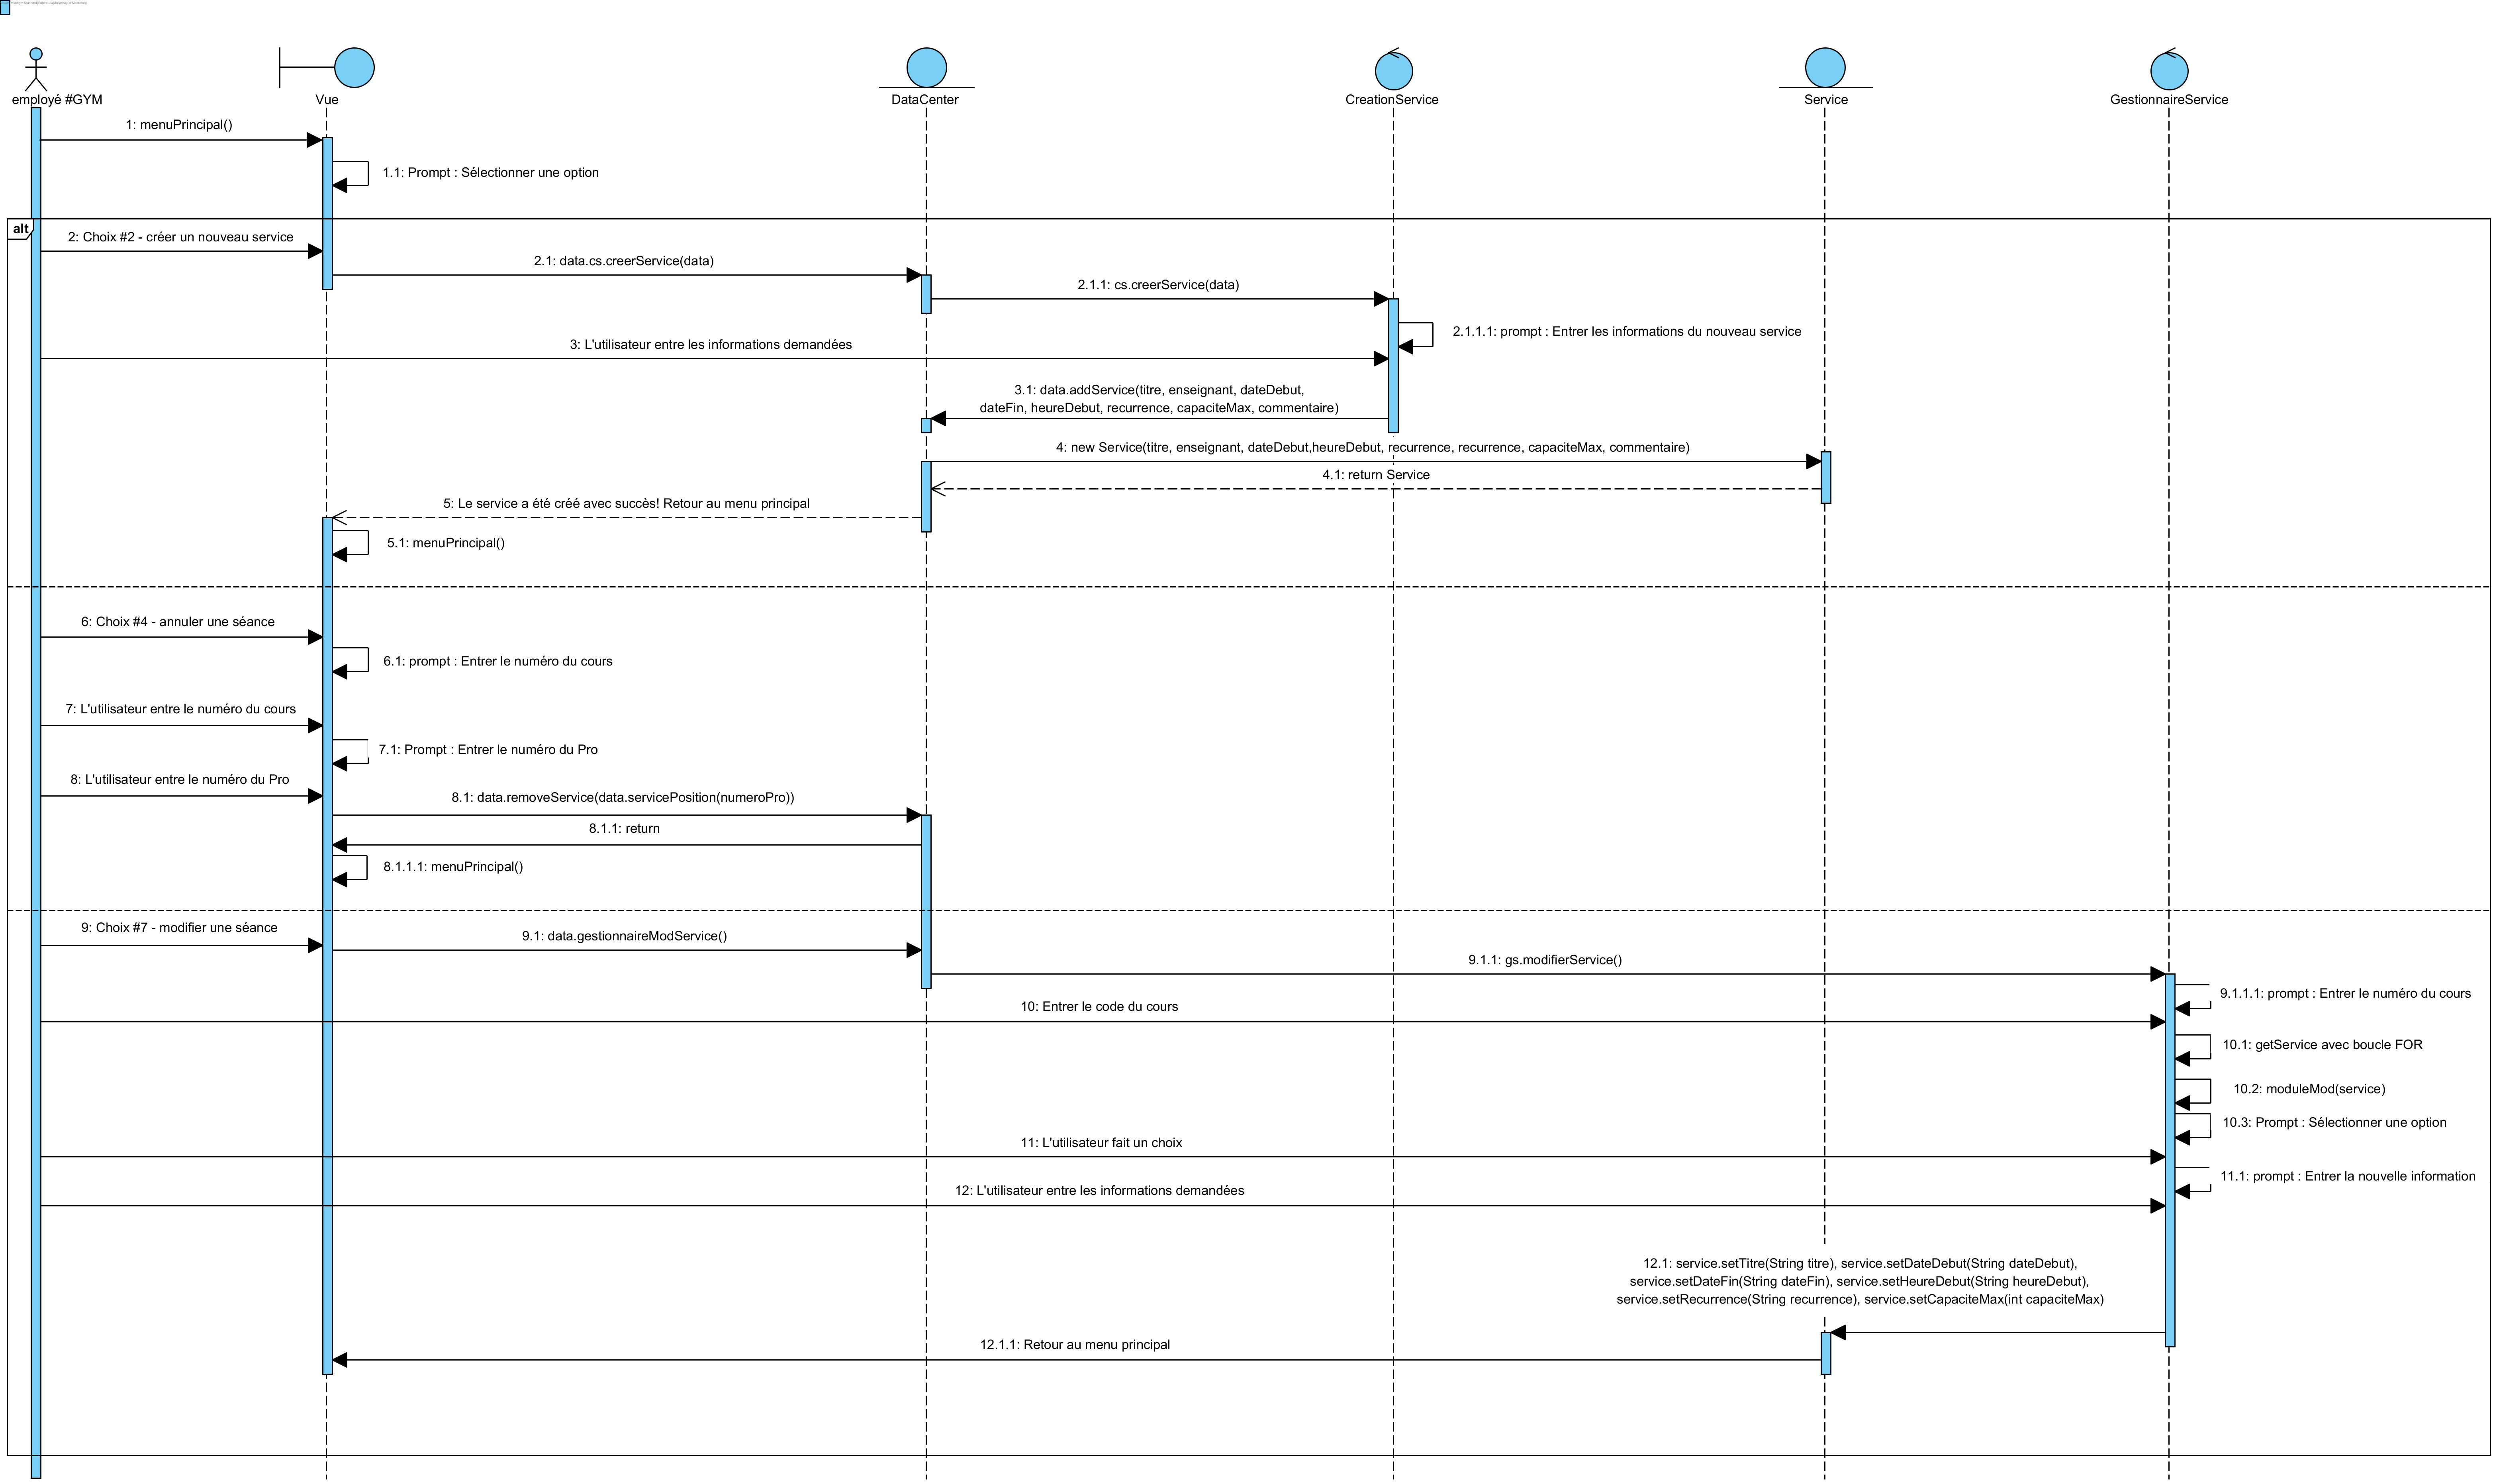 employé #GYM
Vue
DataCenter
CreationService
Service
GestionnaireService
1: menuPrincipal()
1.1: Prompt : Sélectionner une option
alt
2: Choix #2 - créer un nouveau service
2.1: data.cs.creerService(data)
2.1.1: cs.creerService(data)
2.1.1.1: prompt : Entrer les informations du nouveau service
3: L'utilisateur entre les informations demandées
3.1: data.addService(titre, enseignant, dateDebut,
dateFin, heureDebut, recurrence, capaciteMax, commentaire)
4: new Service(titre, enseignant, dateDebut,heureDebut, recurrence, recurrence, capaciteMax, commentaire)
4.1: return Service
5: Le service a été créé avec succès! Retour au menu principal
5.1: menuPrincipal()
6: Choix #4 - annuler une séance
6.1: prompt : Entrer le numéro du cours
7: L'utilisateur entre le numéro du cours
7.1: Prompt : Entrer le numéro du Pro
8: L'utilisateur entre le numéro du Pro
8.1: data.removeService(data.servicePosition(numeroPro))
8.1.1: return
8.1.1.1: menuPrincipal()
9: Choix #7 - modifier une séance
9.1: data.gestionnaireModService()
9.1.1: gs.modifierService()
9.1.1.1: prompt : Entrer le numéro du cours
10: Entrer le code du cours
10.1: getService avec boucle FOR
10.2: moduleMod(service)
10.3: Prompt : Sélectionner une option
11: L'utilisateur fait un choix
11.1: prompt : Entrer la nouvelle information
12: L'utilisateur entre les informations demandées
12.1: service.setTitre(String titre), service.setDateDebut(String dateDebut),
service.setDateFin(String dateFin), service.setHeureDebut(String heureDebut),
service.setRecurrence(String recurrence), service.setCapaciteMax(int capaciteMax)
12.1.1: Retour au menu principal